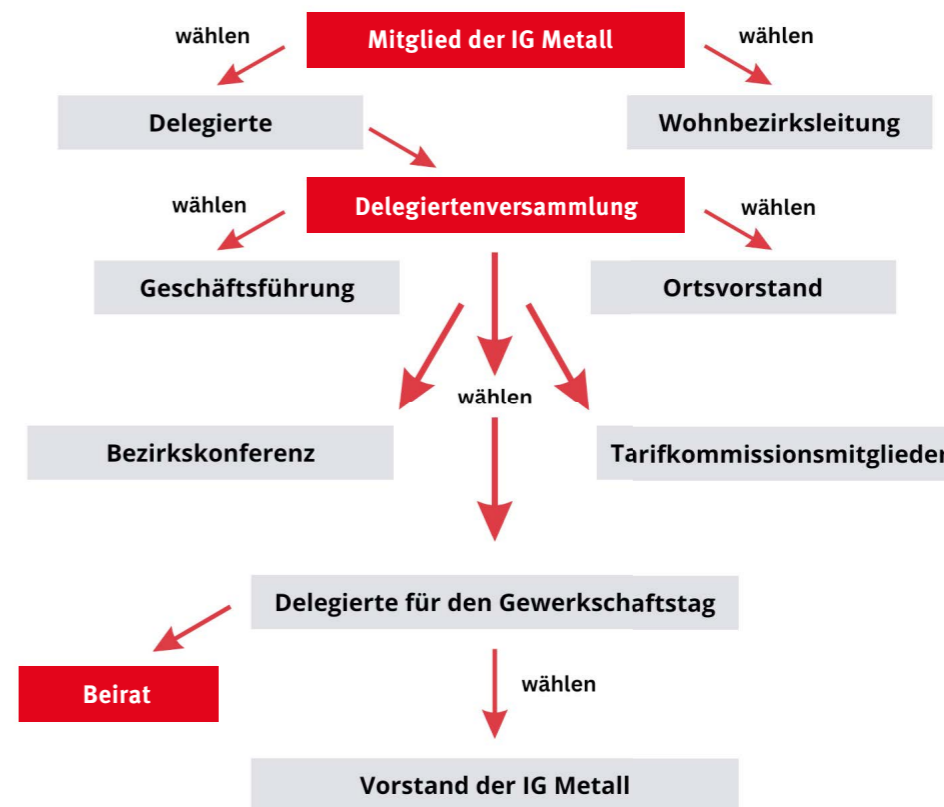 wählen
Mitglied der IG Metall
wählen
Delegierte
Wohnbezirksleitung
wählen
Delegiertenversammlung
wählen
Geschäftsführung
Ortsvorstand
wählen
Bezirkskonferenz
Tarifkommissionsmitglieder
Delegierte für den Gewerkschaftstag
Beirat
wählen
Vorstand der IG Metall